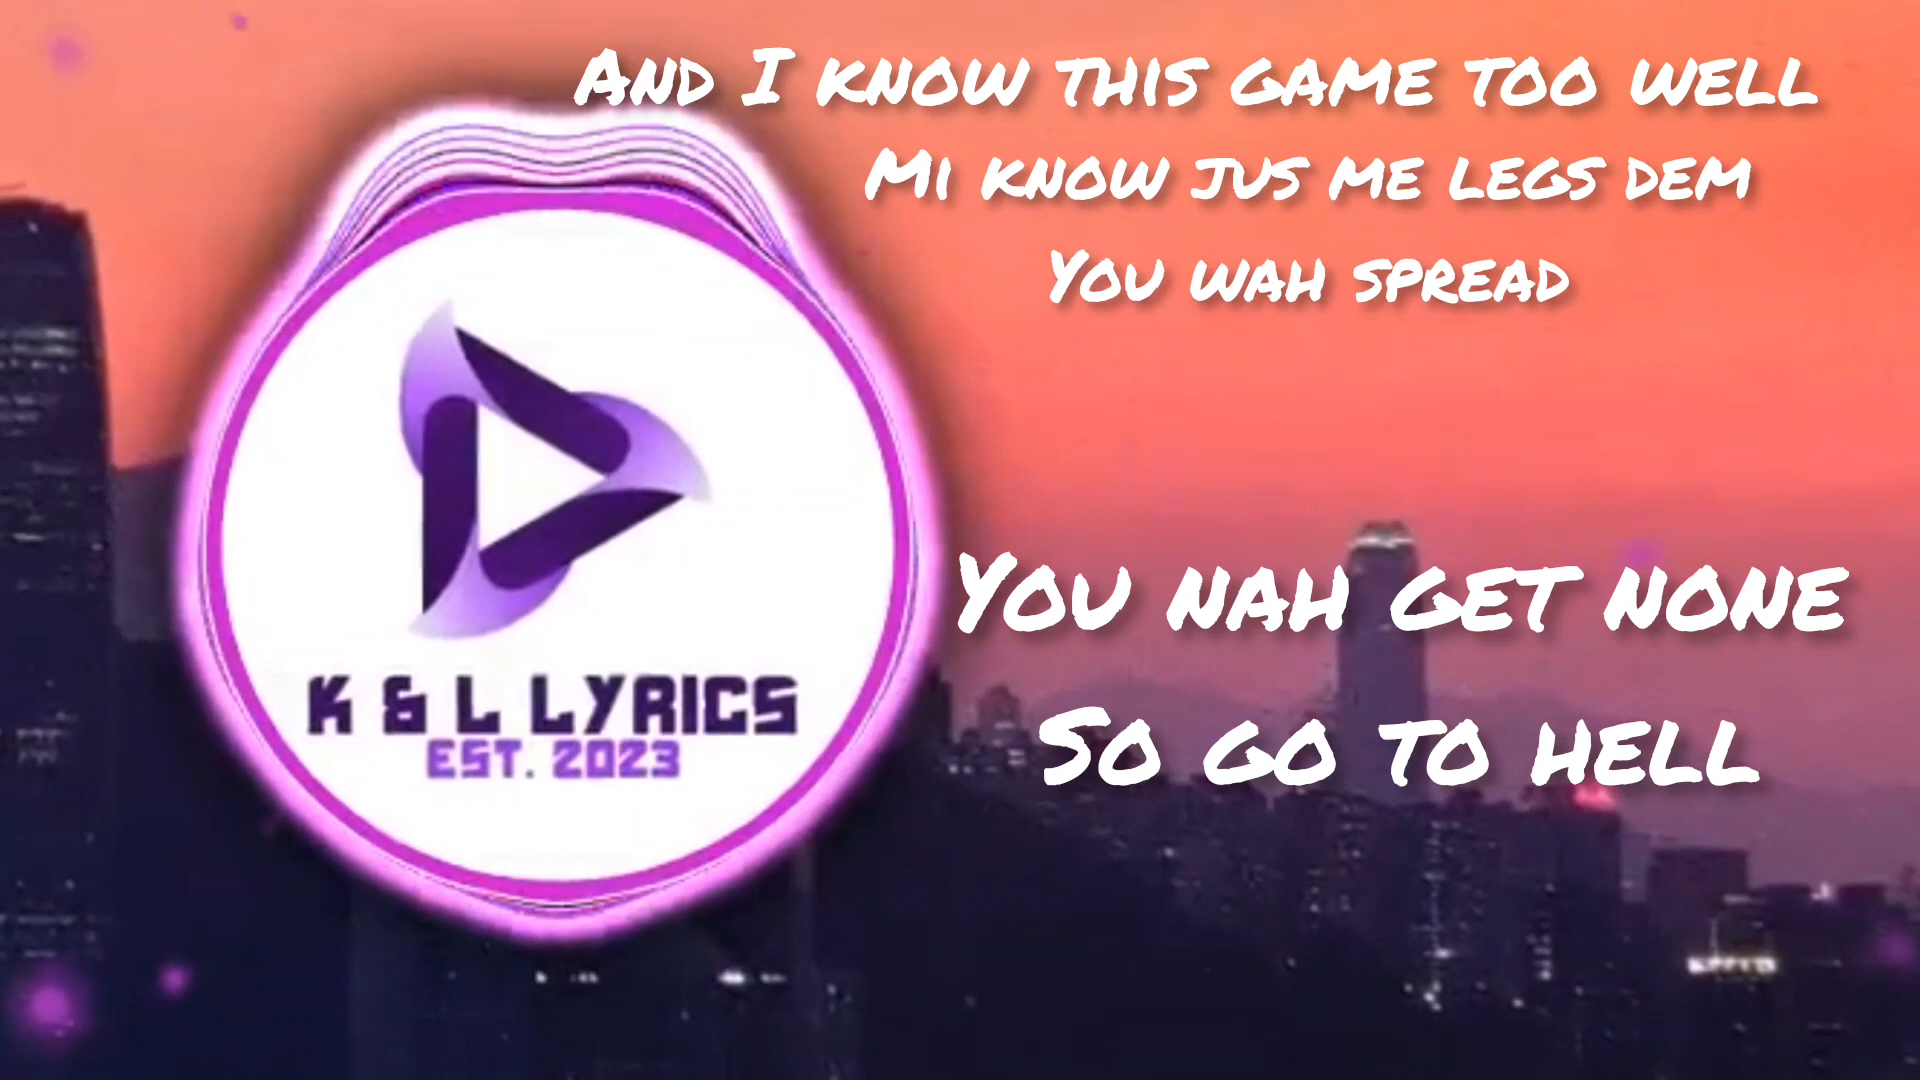 And I know this game too well
Mi know jus me legs dem
You wah spread
You nah get none
So go to hell
K & L LYRICS
EST. 2023